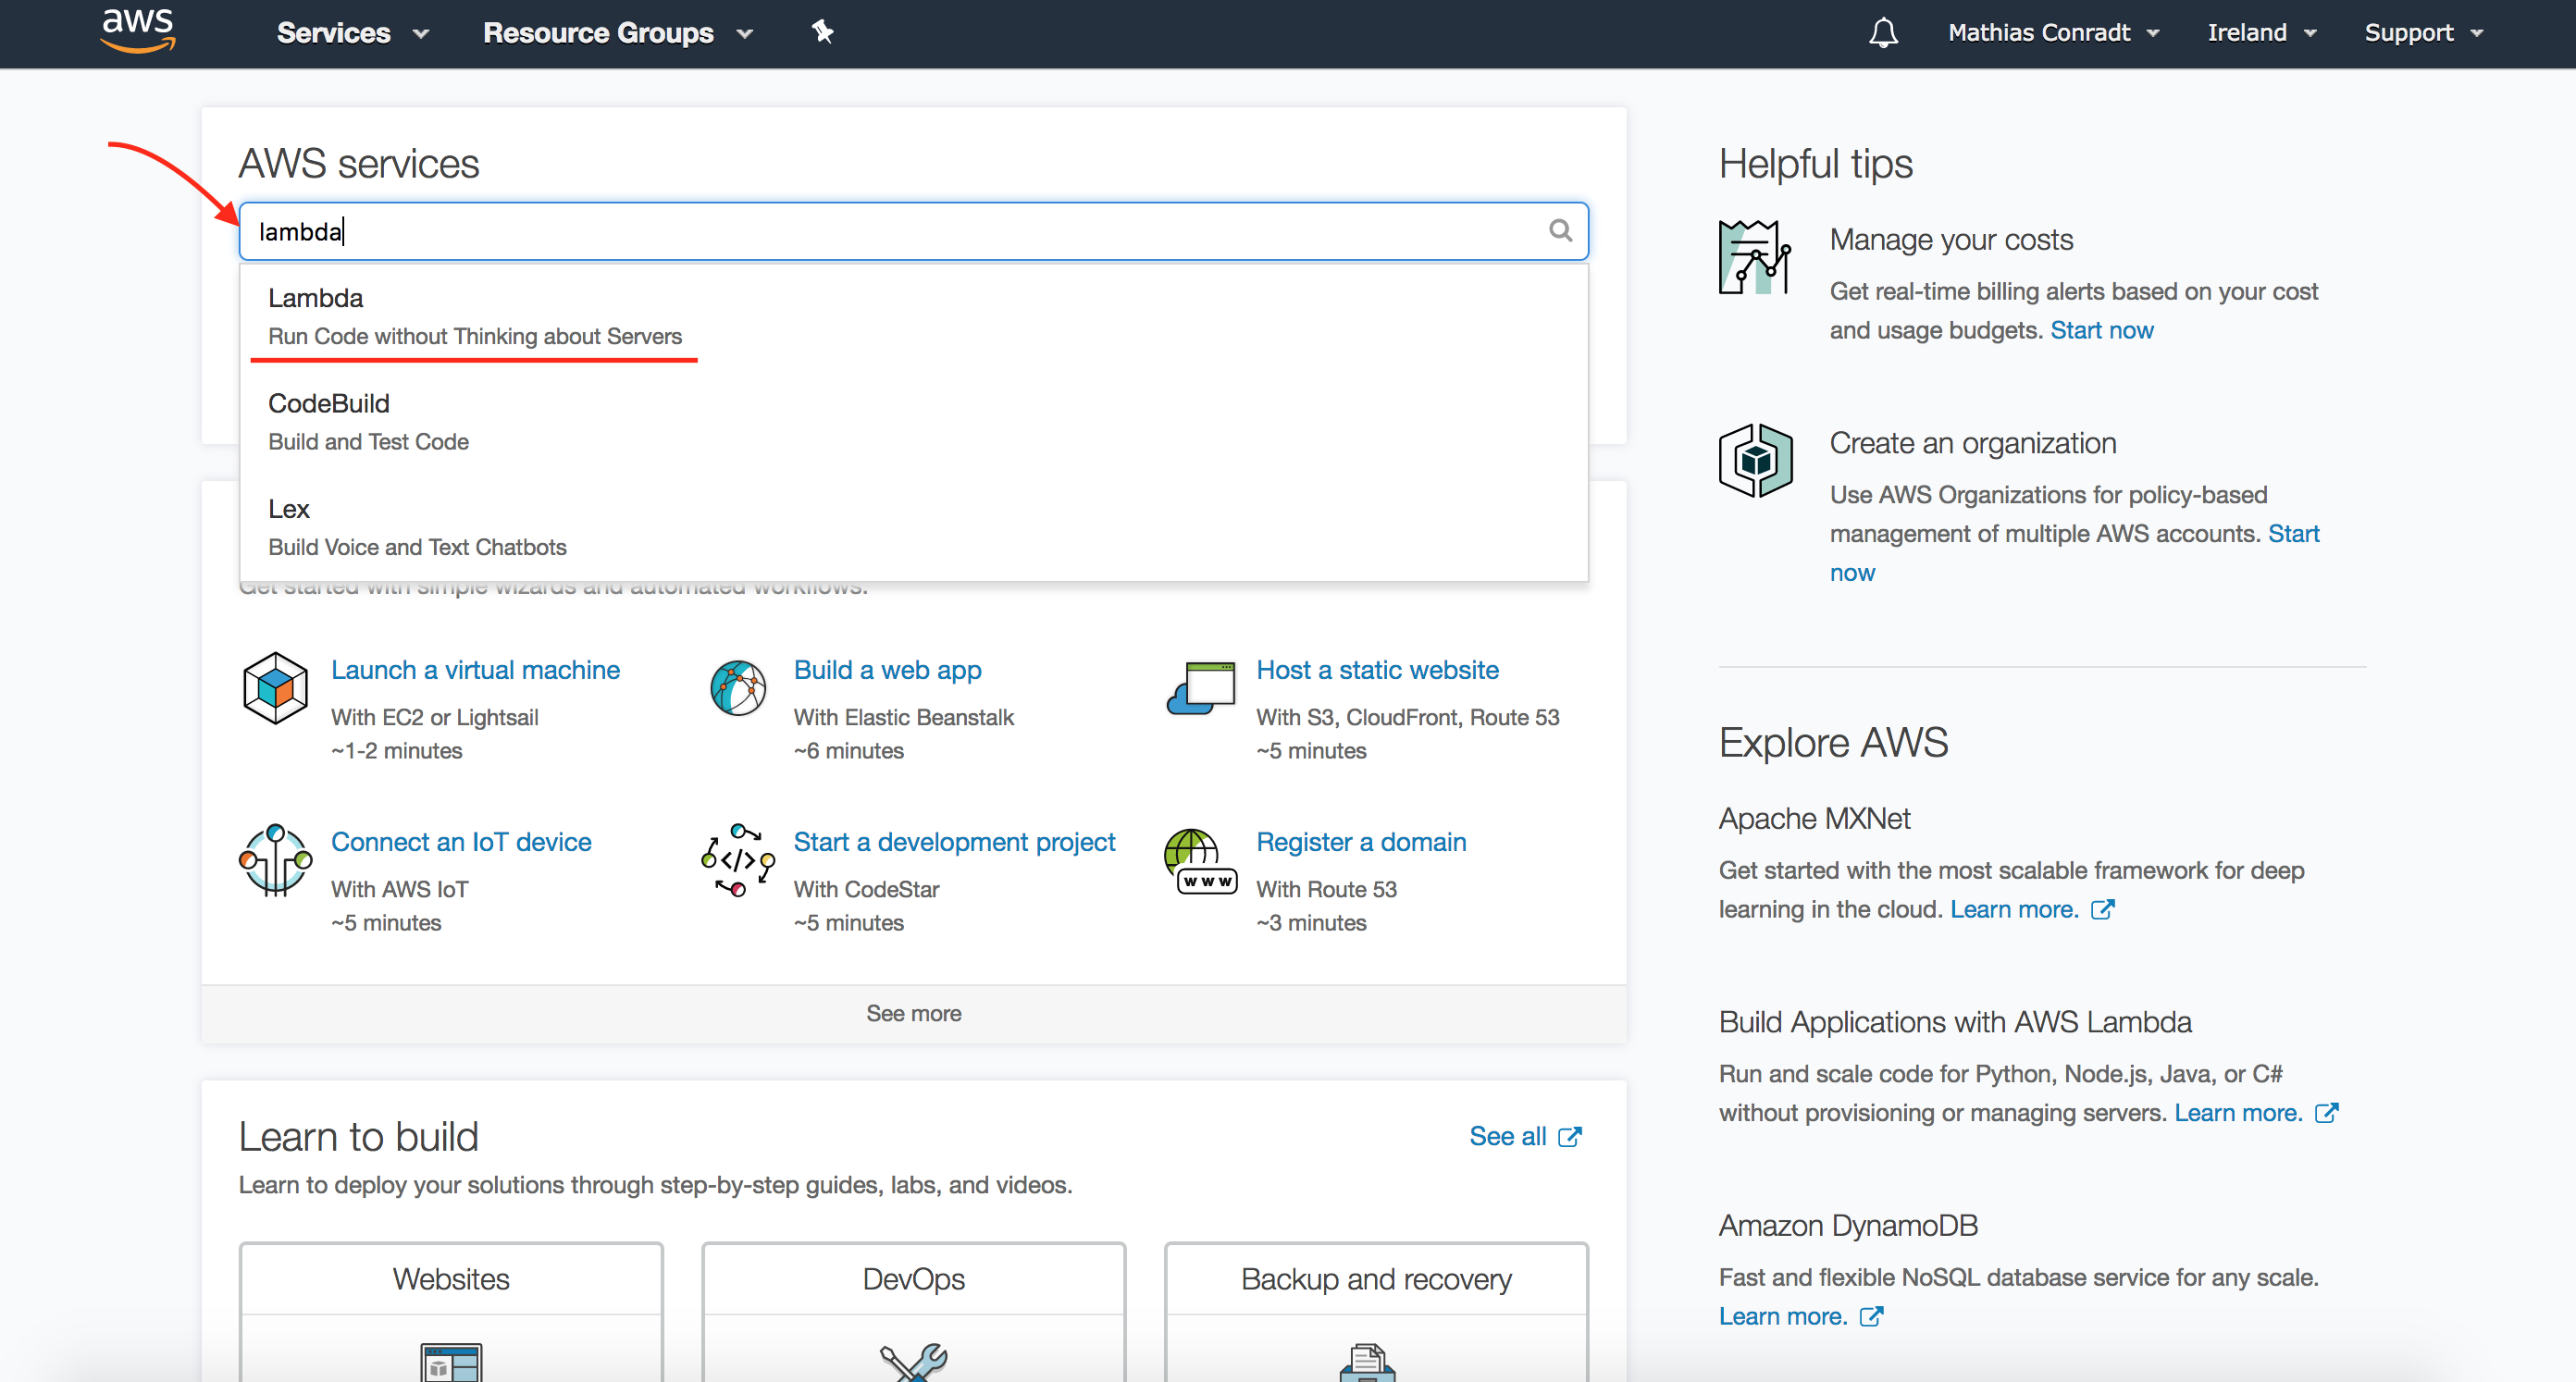 aws Services Resource Groups Mathias Conradt Ireland Support
AWS services
lambda
Lambda
Run Code without Thinking about Servers
CodeBuild
Build and Test Code
Lex
Build Voice and Text Chatbots
Get started with simple wizards and automated workflows.
Launch a virtual machine
With EC2 or Lightsail
~1-2 minutes
Build a web app
With Elastic Beanstalk
~6 minutes
Host a static website
With S3, CloudFront, Route 53
~5 minutes
Connect an IoT device
With AWS IoT
~5 minutes
</>
Start a development project
With CodeStar
~5 minutes
www
Register a domain
With Route 53
~3 minutes
See more
Learn to build
See all
Learn to deploy your solutions through step-by-step guides, labs, and videos.
Websites
DevOps
Backup and recovery
Helpful tips
Manage your costs
Get real-time billing alerts based on your cost
and usage budgets. Start now
Create an organization
Use AWS Organizations for policy-based
management of multiple AWS accounts. Start
now
Explore AWS
Apache MXNet
Get started with the most scalable framework for deep
learning in the cloud. Learn more.
Build Applications with AWS Lambda
Run and scale code for Python, Node.js, Java, or C#
without provisioning or managing servers. Learn more.
Amazon DynamoDB
Fast and flexible NoSQL database service for any scale.
Learn more.